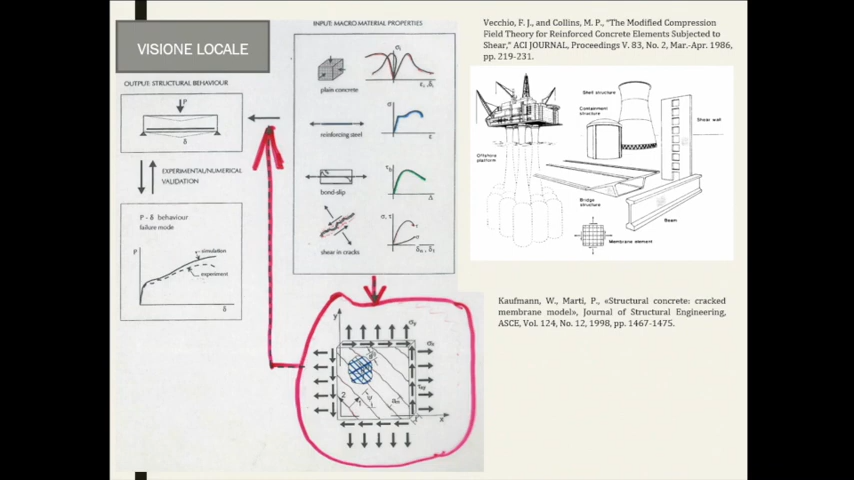 VISIONE LOCALE
OUTPUT: STRUCTURAL BEHAVIOUR
P
δ
EXPERIMENTAL/NUMERICAL
VALIDATION
P - δ behaviour
failure mode
P
simulation
experiment
δ
INPUT: MACRO MATERIAL PROPERTIES
plain concrete
reinforcing steel
σ
ε
bond-slip
Δ
shear in cracks
σ, τ
y
x
2
1
Vecchio, F. J., and Collins, M. P., "The Modified Compression
Field Theory for Reinforced Concrete Elements Subjected to
Shear," ACI JOURNAL, Proceedings V. 83, No. 2, Mar.-Apr. 1986,
pp. 219-231.
Shell structure
Containment
structure
Shear wall
Offshore
platform
Bridge
structure
Beam
Membrane element
Kaufmann, W., Marti, P., «Structural concrete: cracked
membrane model», Journal of Structural Engineering,
ASCE, Vol. 124, No. 12, 1998, pp. 1467-1475.